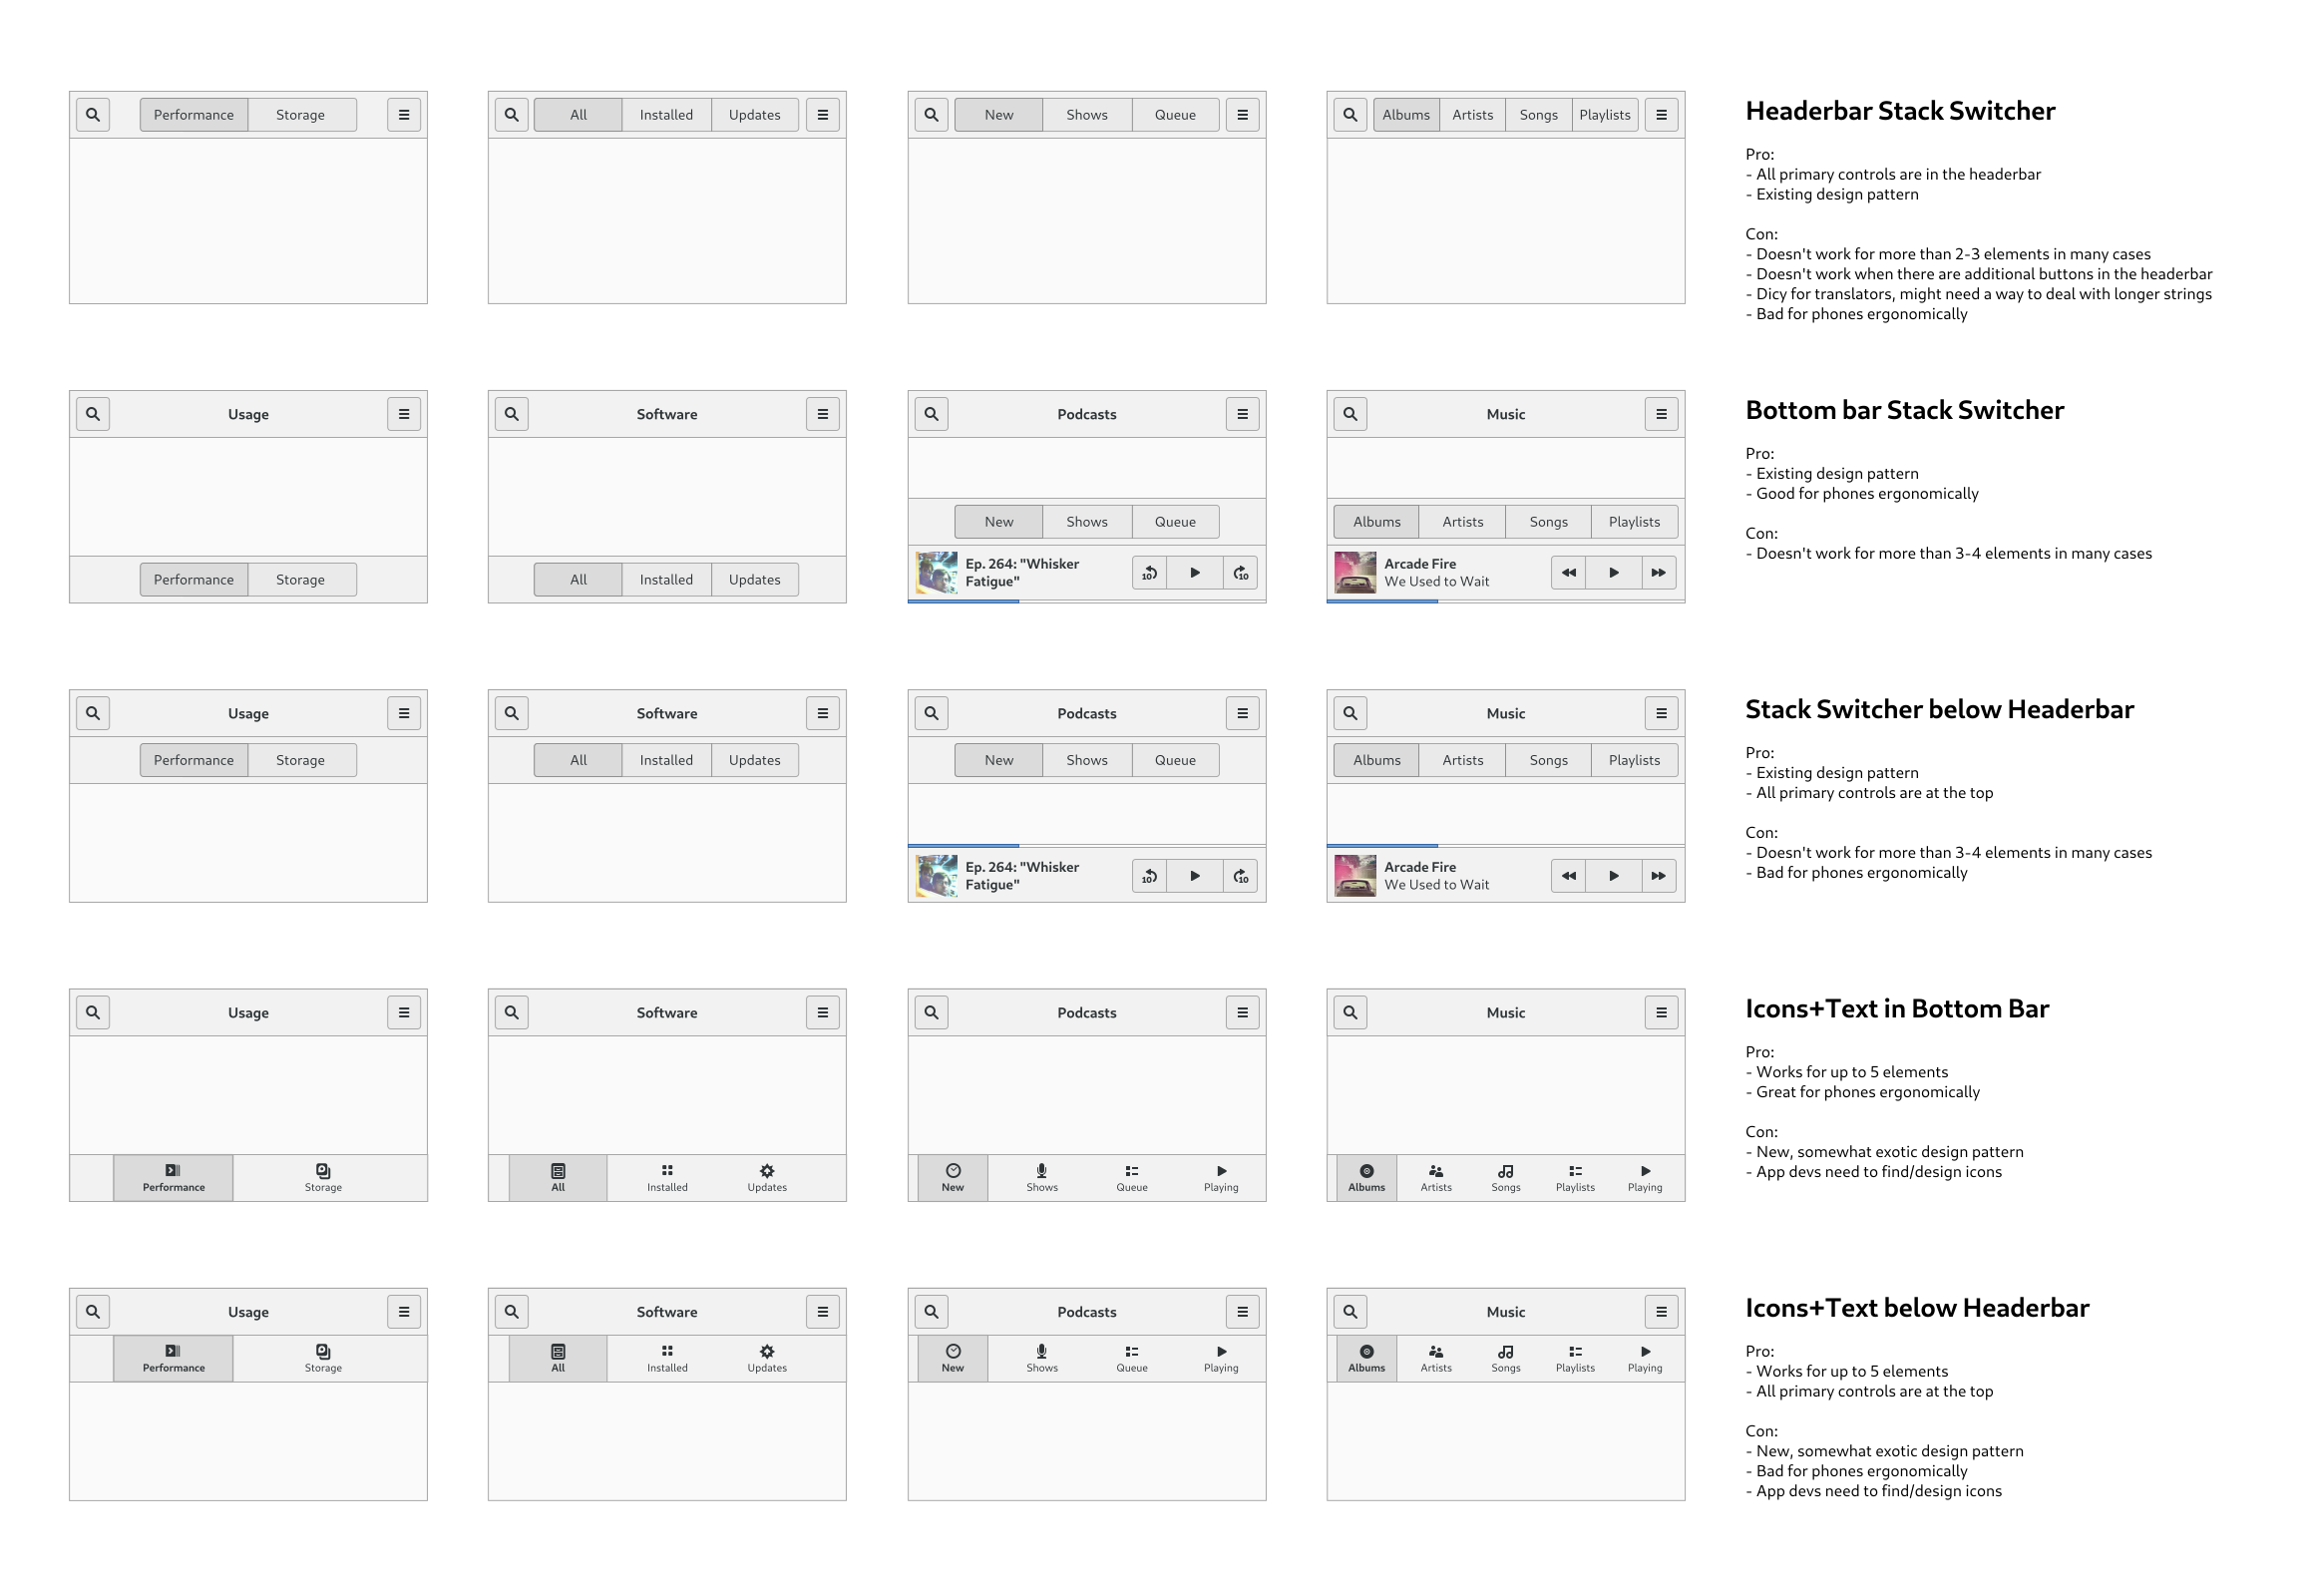 Performance Storage
All Installed Updates
New Shows Queue
Albums Artists Songs Playlists
Headerbar Stack Switcher
Pro:
- All primary controls are in the headerbar
- Existing design pattern
Con:
- Doesn't work for more than 2-3 elements in many cases
- Doesn't work when there are additional buttons in the headerbar
- Dicy for translators, might need a way to deal with longer strings
- Bad for phones ergonomically
Usage
Performance Storage
Software
All Installed Updates
Podcasts
New Shows Queue
Ep. 264: "Whisker
Fatigue"
10 10
Music
Albums Artists Songs Playlists
Arcade Fire
We Used to Wait
Bottom bar Stack Switcher
Pro:
- Existing design pattern
- Good for phones ergonomically
Con:
- Doesn't work for more than 3-4 elements in many cases
Usage
Performance Storage
Software
All Installed Updates
Podcasts
New Shows Queue
Ep. 264: "Whisker
Fatigue"
10 10
Music
Albums Artists Songs Playlists
Arcade Fire
We Used to Wait
Stack Switcher below Headerbar
Pro:
- Existing design pattern
- All primary controls are at the top
Con:
- Doesn't work for more than 3-4 elements in many cases
- Bad for phones ergonomically
Usage
Performance Storage
Software
All Installed Updates
Podcasts
New Shows Queue Playing
Music
Albums Artists Songs Playlists Playing
Icons+Text in Bottom Bar
Pro:
- Works for up to 5 elements
- Great for phones ergonomically
Con:
- New, somewhat exotic design pattern
- App devs need to find/design icons
Usage
Performance Storage
Software
All Installed Updates
Podcasts
New Shows Queue Playing
Music
Albums Artists Songs Playlists Playing
Icons+Text below Headerbar
Pro:
- Works for up to 5 elements
- All primary controls are at the top
Con:
- New, somewhat exotic design pattern
- Bad for phones ergonomically
- App devs need to find/design icons